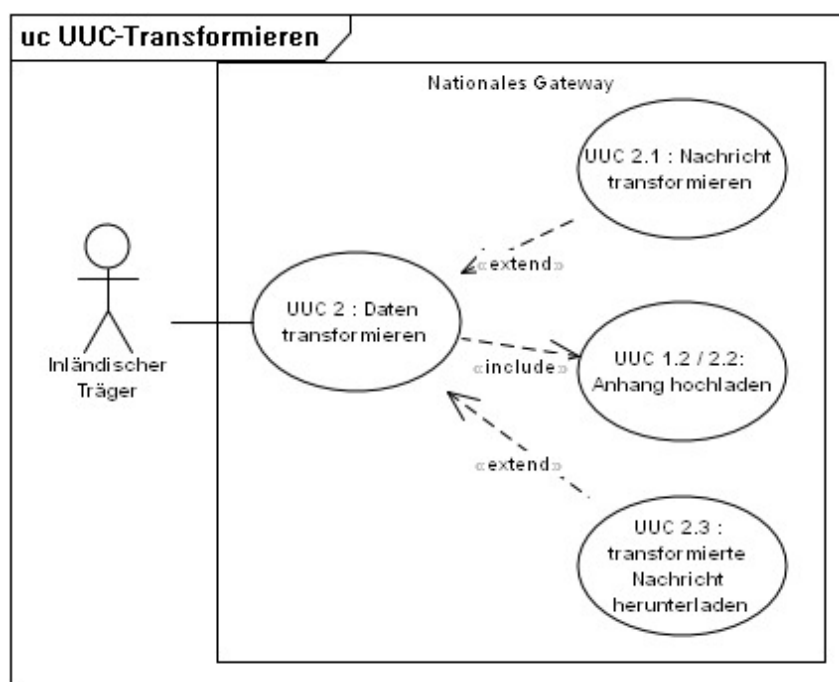 uc UUC-Transformieren
Nationales Gateway
UUC 2.1 : Nachricht
transformieren
«extend»
UUC 2 : Daten
transformieren
Inländischer
Träger
«include»
UUC 1.2 / 2.2:
Anhang hochladen
«extend»
UUC 2.3 :
transformierte
Nachricht
herunterladen